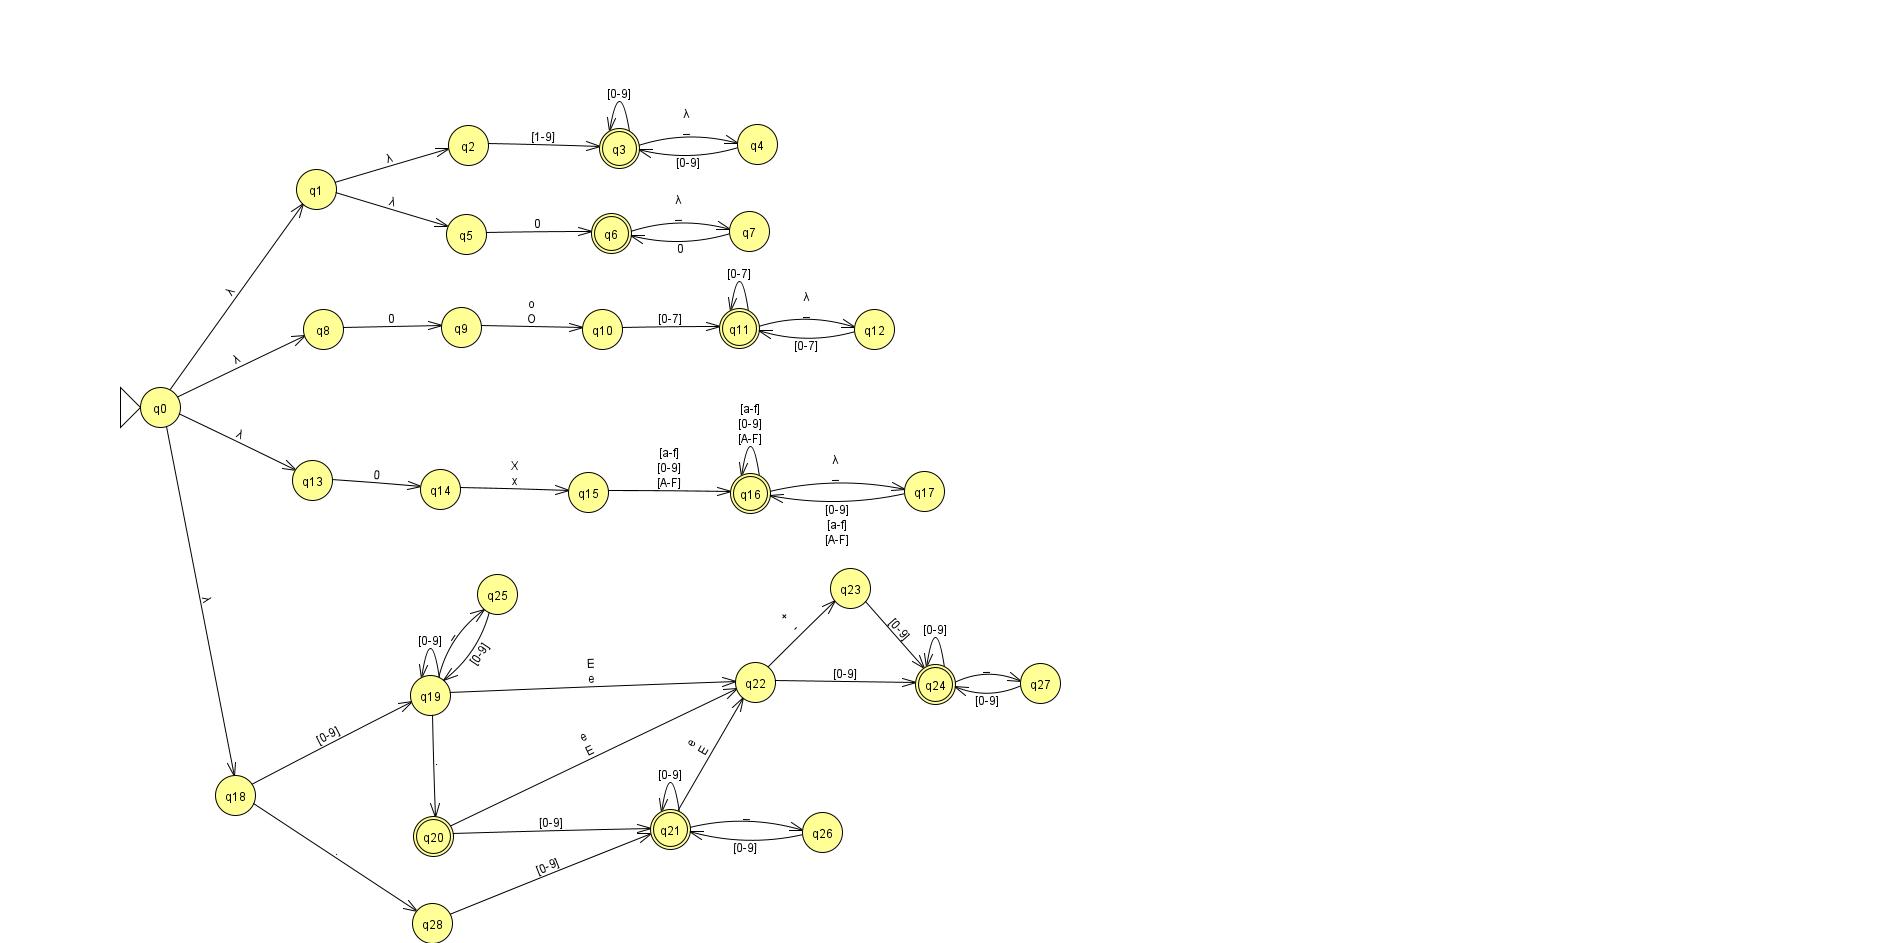 [0-9]
λ
_
q3
q4
[0-9]
λ
q2
[1-9]
q1
λ
q5
0
q6
λ
_
q7
0
λ
λ
q8
0
q9
o
O
q10
[0-7]
[0-7]
q11
λ
_
q12
[0-7]
q0
λ
q13
0
q14
X
x
q15
[a-f]
[0-9]
[A-F]
[a-f]
[0-9]
[A-F]
q16
λ
_
q17
[0-9]
[a-f]
[A-F]
λ
q18
[0-9]
[0-9]
q19
_
q25
[0-9]
E
e
q22
+
-
q23
[0-9]
[0-9]
[0-9]
q24
_
q27
[0-9]
.
e
E
e
E
q20
[0-9]
[0-9]
q21
_
q26
[0-9]
.
q28
[0-9]